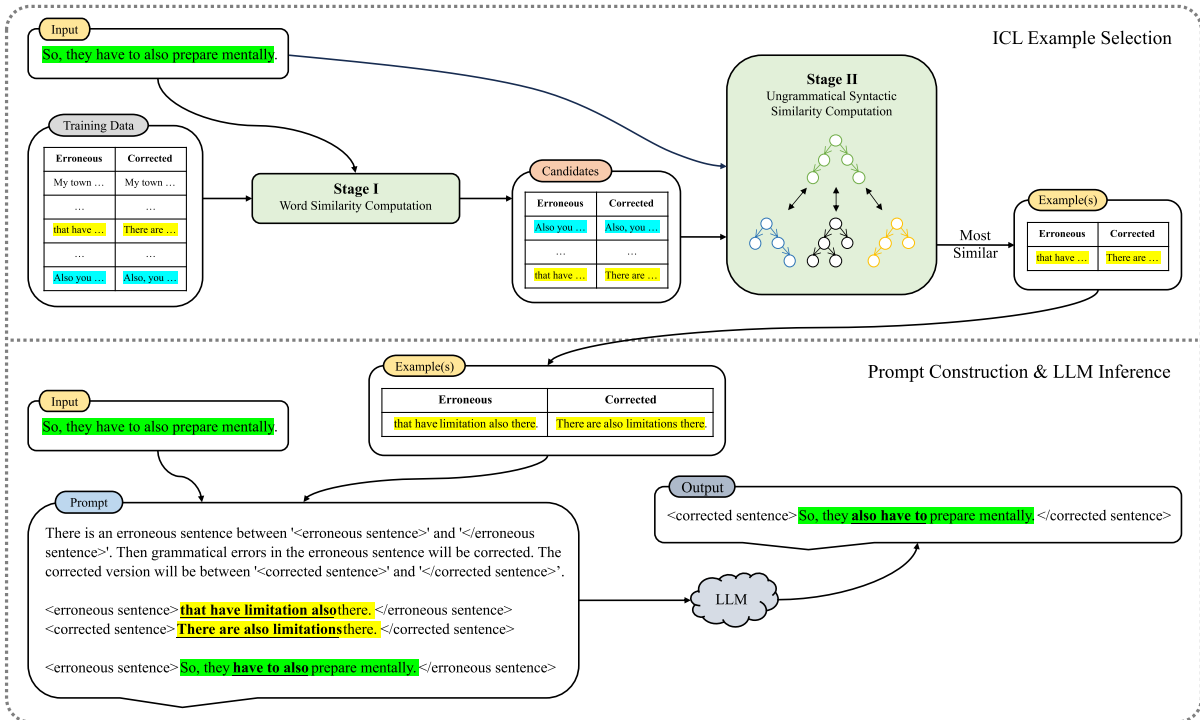 ICL Example Selection
Input
So, they have to also prepare mentally.
Training Data
Erroneous Corrected
My town … My town …
… …
that have … There are …
… …
Also you … Also, you …
Stage I
Word Similarity Computation
Candidates
Erroneous Corrected
Also you … Also, you …
… …
that have … There are …
Stage II
Ungrammatical Syntactic
Similarity Computation
Most
Similar
Example(s)
Erroneous Corrected
that have … There are …
Prompt Construction & LLM Inference
Input
So, they have to also prepare mentally.
Example(s)
Erroneous Corrected
that have limitation also there. There are also limitations there.
Prompt
There is an erroneous sentence between '<erroneous sentence>' and '</erroneous
sentence>'. Then grammatical errors in the erroneous sentence will be corrected. The
corrected version will be between '<corrected sentence>' and '</corrected sentence>’.
<erroneous sentence> that have limitation also there. </erroneous sentence>
<corrected sentence> There are also limitations there. </corrected sentence>
<erroneous sentence> So, they have to also prepare mentally. </erroneous sentence>
LLM
Output
<corrected sentence> So, they also have to prepare mentally. </corrected sentence>